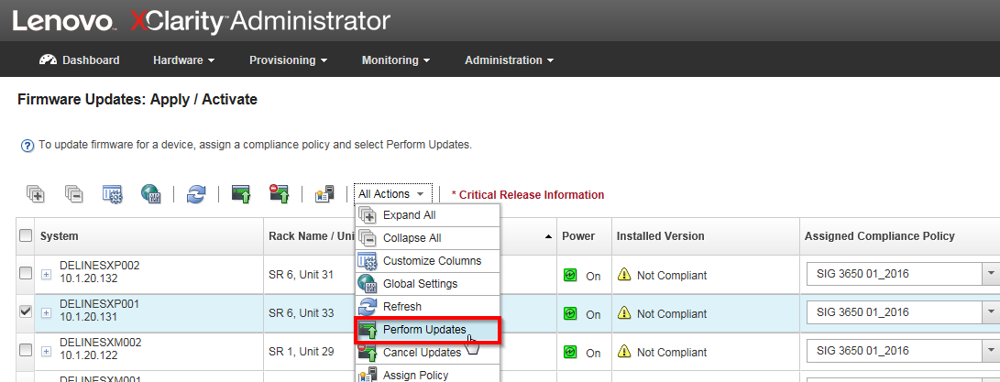 Lenovo XClarity Administrator
Dashboard Hardware Provisioning Monitoring Administration
Firmware Updates: Apply / Activate
? To update firmware for a device, assign a compliance policy and select Perform Updates.
All Actions * Critical Release Information
Expand All
Collapse All
Customize Columns
Global Settings
Refresh
Perform Updates
Cancel Updates
Assign Policy
System Rack Name / Uni Power Installed Version Assigned Compliance Policy
DELINESXP002
10.1.20.132
SR 6, Unit 31 On Not Compliant SIG 3650 01_2016
DELINESXP001
10.1.20.131
SR 6, Unit 33 On Not Compliant SIG 3650 01_2016
DELINESXM002
10.1.20.122
SR 1, Unit 29 On Not Compliant SIG 3650 01_2016
DELINESXM001